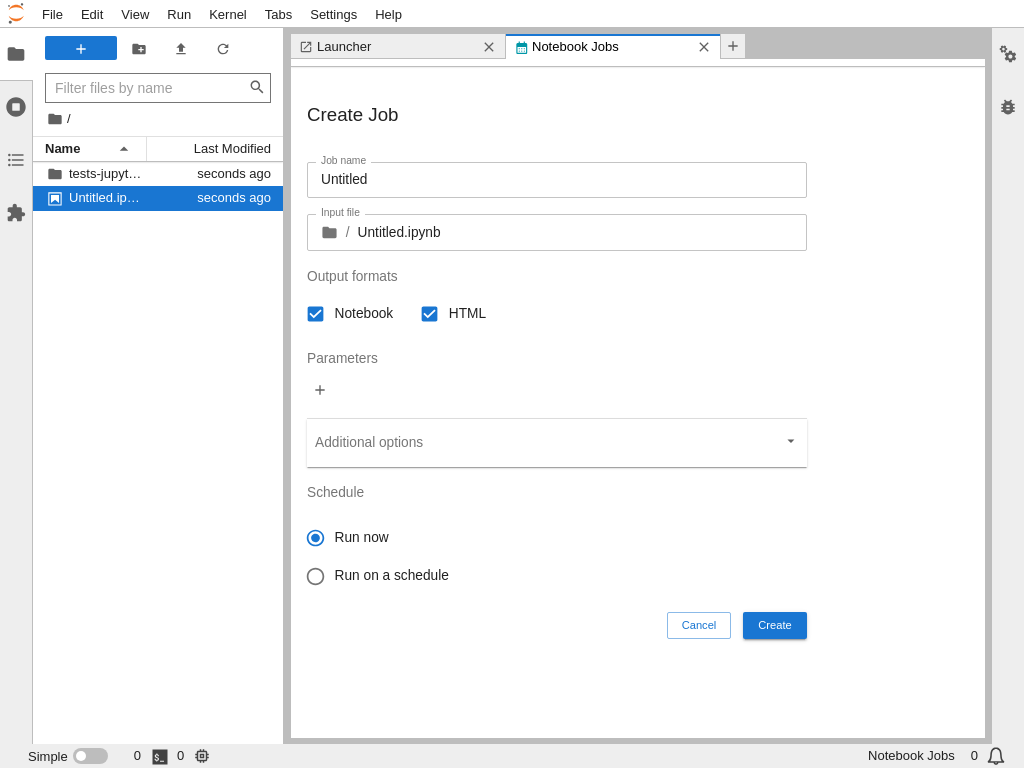 File Edit View Run Kernel Tabs Settings Help
Launcher
Notebook Jobs
Filter files by name
/
Name Last Modified
tests-jupyt… seconds ago
Untitled.ip… seconds ago
Create Job
Job name
Untitled
Input file
/ Untitled.ipynb
Output formats
Notebook HTML
Parameters
Additional options
Schedule
Run now
Run on a schedule
Cancel Create
Simple 0 $_ 0 Notebook Jobs 0